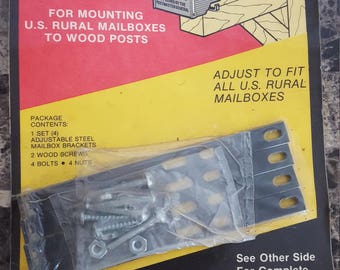 FOR MOUNTING
U.S. RURAL MAILBOXES
TO WOOD POSTS
ADJUST TO FIT
ALL U.S. RURAL
MAILBOXES
PACKAGE
CONTENTS:
1 SET (4)
ADJUSTABLE STEEL
MAILBOX BRACKETS
2 WOOD SCREWS
4 BOLTS • 4 NUTS
See Other Side
For Complete